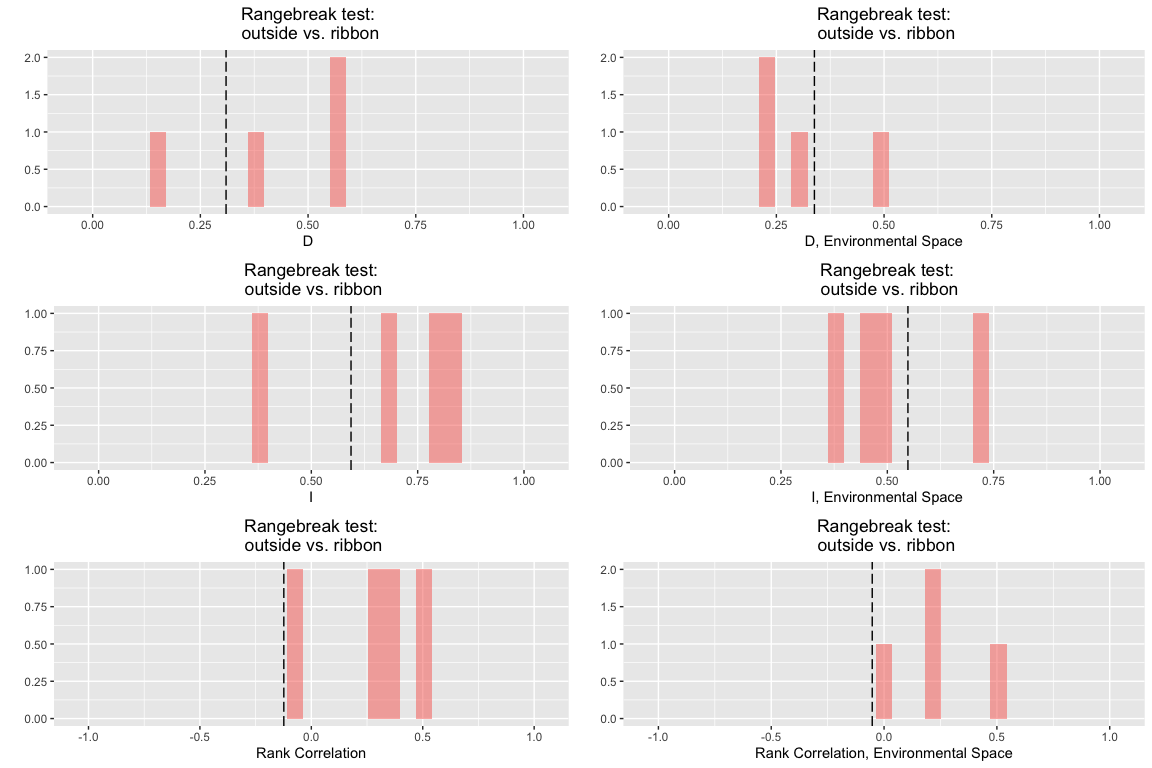 Rangebreak test:
outside vs. ribbon
2.0
1.5
1.0
0.5
0.0
0.00 0.25 0.50 0.75 1.00
D
Rangebreak test:
outside vs. ribbon
2.0
1.5
1.0
0.5
0.0
0.00 0.25 0.50 0.75 1.00
D, Environmental Space
Rangebreak test:
outside vs. ribbon
1.00
0.75
0.50
0.25
0.00
0.00 0.25 0.50 0.75 1.00
I
Rangebreak test:
outside vs. ribbon
1.00
0.75
0.50
0.25
0.00
0.00 0.25 0.50 0.75 1.00
I, Environmental Space
Rangebreak test:
outside vs. ribbon
1.00
0.75
0.50
0.25
0.00
-1.0 -0.5 0.0 0.5 1.0
Rank Correlation
Rangebreak test:
outside vs. ribbon
2.0
1.5
1.0
0.5
0.0
-1.0 -0.5 0.0 0.5 1.0
Rank Correlation, Environmental Space